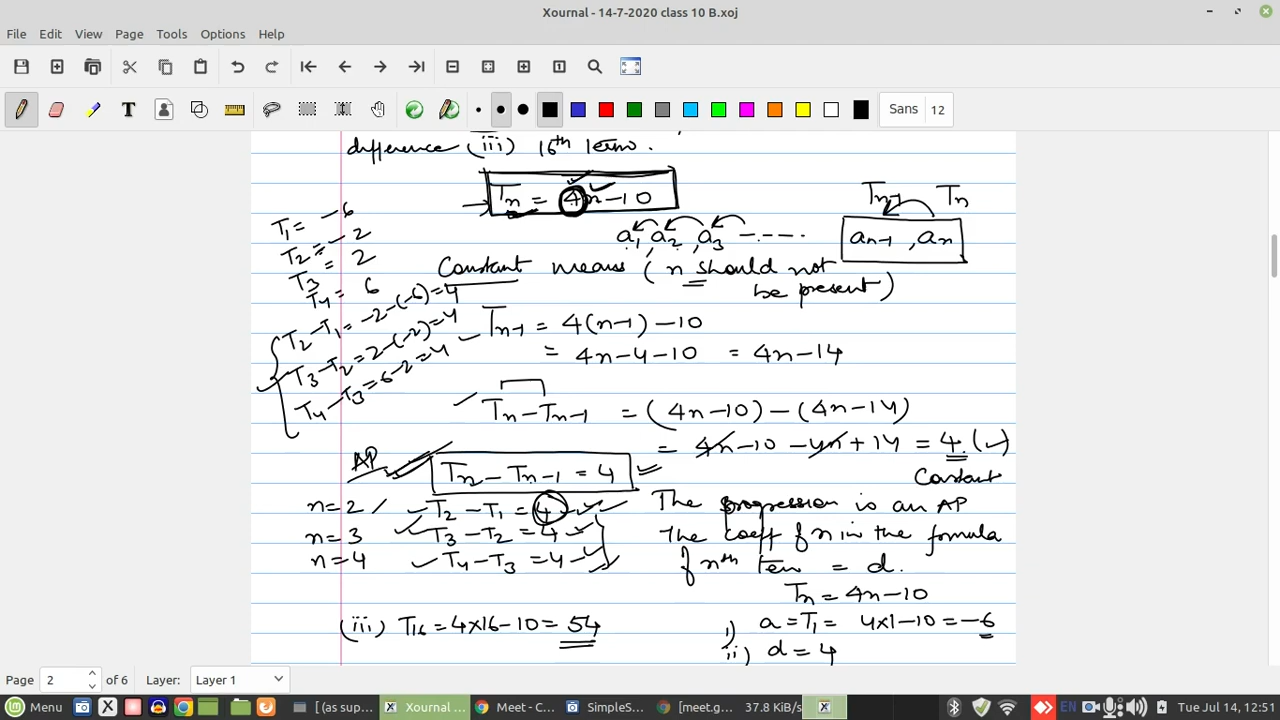 Xournal - 14-7-2020 class 10 B.xoj
File Edit View Page Tools Options Help
Sans 12
difference (iii) 16th term.
Tn = 4n-10
Tn-1 Tn
a1, a2, a3 ------
an-1, an
T1 = -6
T2 = -2
T3 = 2
T4 = 6
T2-T1 = -2-(-6)=4
T3-T2 = 2-(-2)=4
T4-T3 = 6-2=4
Constant means (n should not
be present)
Tn-1 = 4(n-1) -10
= 4n-4-10 = 4n-14
Tn-Tn-1 = (4n-10)-(4n-14)
= 4n-10-4n+14 = 4. (✓)
Constant
AP
Tn-Tn-1 = 4
n=2 T2-T1 = 4
n=3 T3-T2 = 4
n=4 T4-T3 = 4
The progression is an AP
The coeff of n in the formula
of nth ten = d.
Tn = 4n-10
i) a = T1 = 4x1-10 = -6
ii) d = 4
(iii) T16 = 4x16-10 = 54
Page 2 of 6 Layer: Layer 1
Menu [(as sup... Xournal -... Meet - C... SimpleS... [meet.g... 37.8 KiB/s EN Tue Jul 14, 12:51